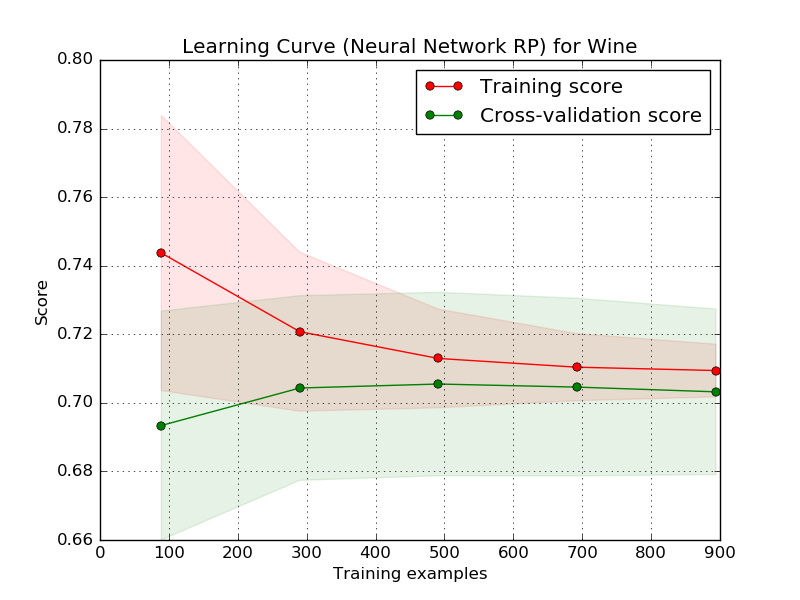 Learning Curve (Neural Network RP) for Wine
Training score
Cross-validation score
0.80
0.78
0.76
0.74
0.72
0.70
0.68
0.66
Score
0 100 200 300 400 500 600 700 800 900
Training examples